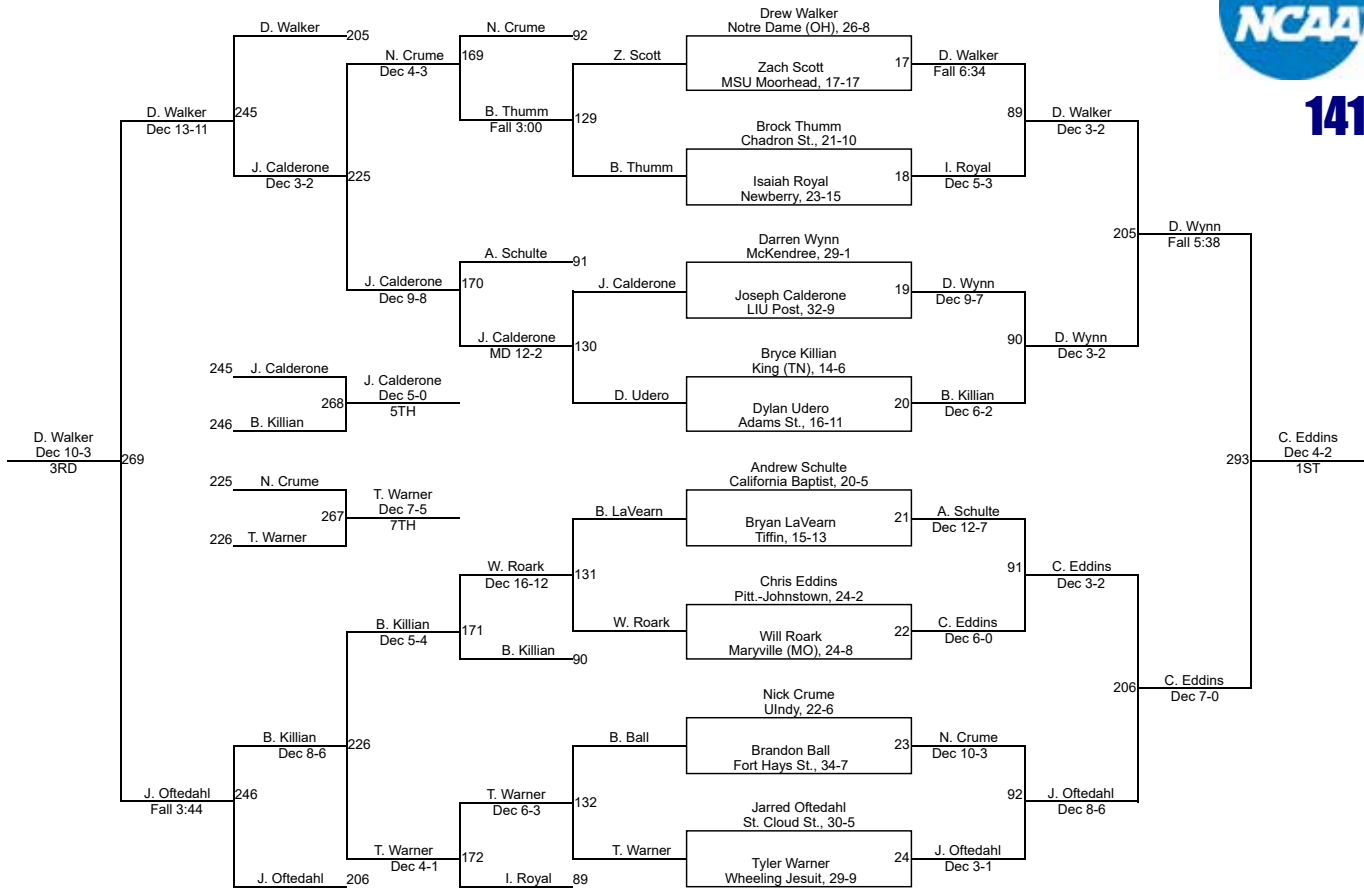 NCAA
141
D. Walker
205
N. Crume
92
Drew Walker
Notre Dame (OH), 26-8
N. Crume
Dec 4-3
169
Z. Scott
Zach Scott
MSU Moorhead, 17-17
17
D. Walker
Fall 6:34
D. Walker
Dec 13-11
245
B. Thumm
Fall 3:00
129
Brock Thumm
Chadron St., 21-10
89
D. Walker
Dec 3-2
J. Calderone
Dec 3-2
225
B. Thumm
Isaiah Royal
Newberry, 23-15
18
I. Royal
Dec 5-3
205
D. Wynn
Fall 5:38
A. Schulte
91
Darren Wynn
McKendree, 29-1
J. Calderone
Dec 9-8
170
J. Calderone
Joseph Calderone
LIU Post, 32-9
19
D. Wynn
Dec 9-7
J. Calderone
MD 12-2
130
Bryce Killian
King (TN), 14-6
90
D. Wynn
Dec 3-2
245
J. Calderone
268
J. Calderone
Dec 5-0
5TH
246
B. Killian
D. Udero
Dylan Udero
Adams St., 16-11
20
B. Killian
Dec 6-2
D. Walker
Dec 10-3
3RD
269
293
C. Eddins
Dec 4-2
1ST
225
N. Crume
267
T. Warner
Dec 7-5
7TH
226
T. Warner
Andrew Schulte
California Baptist, 20-5
B. LaVearn
Bryan LaVearn
Tiffin, 15-13
21
A. Schulte
Dec 12-7
W. Roark
Dec 16-12
131
Chris Eddins
Pitt.-Johnstown, 24-2
91
C. Eddins
Dec 3-2
B. Killian
Dec 5-4
171
W. Roark
Will Roark
Maryville (MO), 24-8
22
C. Eddins
Dec 6-0
B. Killian
90
206
C. Eddins
Dec 7-0
Nick Crume
UIndy, 22-6
B. Killian
Dec 8-6
226
B. Ball
Brandon Ball
Fort Hays St., 34-7
23
N. Crume
Dec 10-3
J. Oftedahl
Fall 3:44
246
T. Warner
Dec 6-3
132
Jarred Oftedahl
St. Cloud St., 30-5
92
J. Oftedahl
Dec 8-6
T. Warner
Dec 4-1
172
T. Warner
Tyler Warner
Wheeling Jesuit, 29-9
24
J. Oftedahl
Dec 3-1
J. Oftedahl
206
I. Royal
89